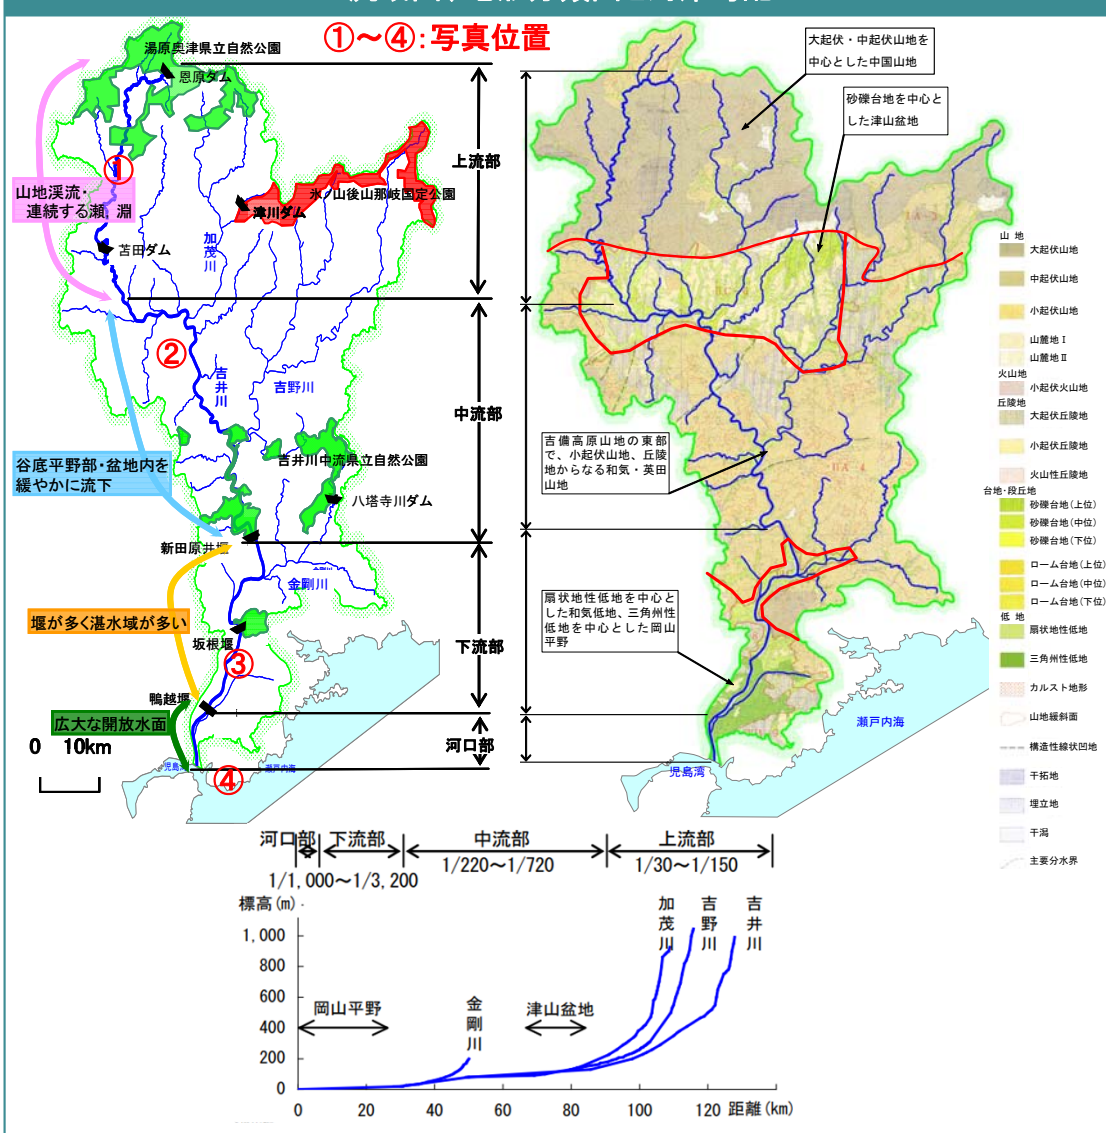 ①～④:写真位置
湯原奥津県立自然公園
恩原ダム
①
山地渓流・
連続する瀬、淵
苫田ダム
加茂川
津川ダム
氷ノ山後山那岐国定公園
上流部
②
吉井川
吉野川
中流部
谷底平野部・盆地内を
緩やかに流下
吉井川中流県立自然公園
八塔寺川ダム
新田原井堰
金剛川
堰が多く湛水域が多い
坂根堰
③
下流部
鴨越堰
広大な開放水面
河口部
0 10km
児島湾
④
瀬戸内海
大起伏・中起伏山地を
中心とした中国山地
砂礫台地を中心と
した津山盆地
吉備高原山地の東部
で、小起伏山地、丘陵
地からなる和気・英田
山地
扇状地性低地を中心と
した和気低地、三角州性
低地を中心とした岡山
平野
瀬戸内海
児島湾
山 地
大起伏山地
中起伏山地
小起伏山地
山麓地Ⅰ
山麓地Ⅱ
火山地
小起伏火山地
丘陵地
大起伏丘陵地
小起伏丘陵地
火山性丘陵地
台地・段丘地
砂礫台地(上位)
砂礫台地(中位)
砂礫台地(下位)
ローム台地(上位)
ローム台地(中位)
ローム台地(下位)
低 地
扇状地性低地
三角州性低地
カルスト地形
山地緩斜面
構造性線状凹地
干拓地
埋立地
干潟
主要分水界
河口部 下流部 中流部 上流部
1/1,000～1/3,200 1/220～1/720 1/30～1/150
標高(m)
加茂川 吉野川 吉井川
1,000
800
600
400
200
0
岡山平野
金剛川
津山盆地
0 20 40 60 80 100 120 距離(km)